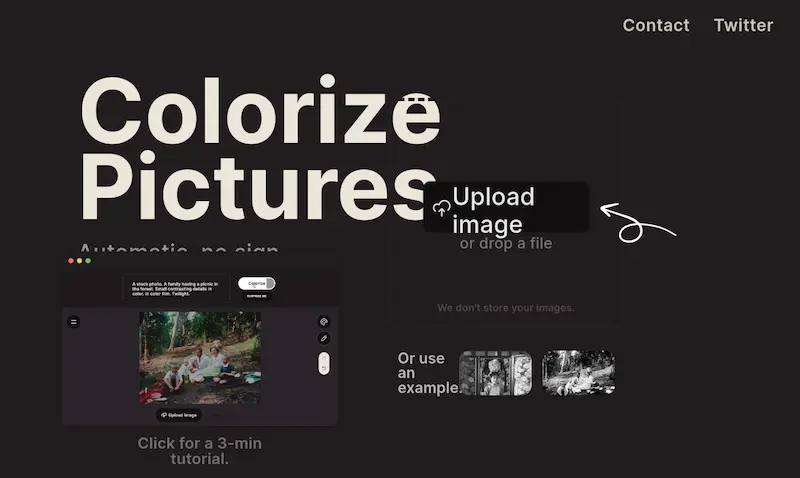 Contact Twitter
Colorize
Pictures
Upload
image
or drop a file
Automatic, no sign
A stock photo. A family having a picnic in
the forest. Small contrasting details in
color, in color film. Twilight.
Colorize
SURPRISE ME
We don't store your images.
Or use
an
example:
Upload image
Click for a 3-min
tutorial.